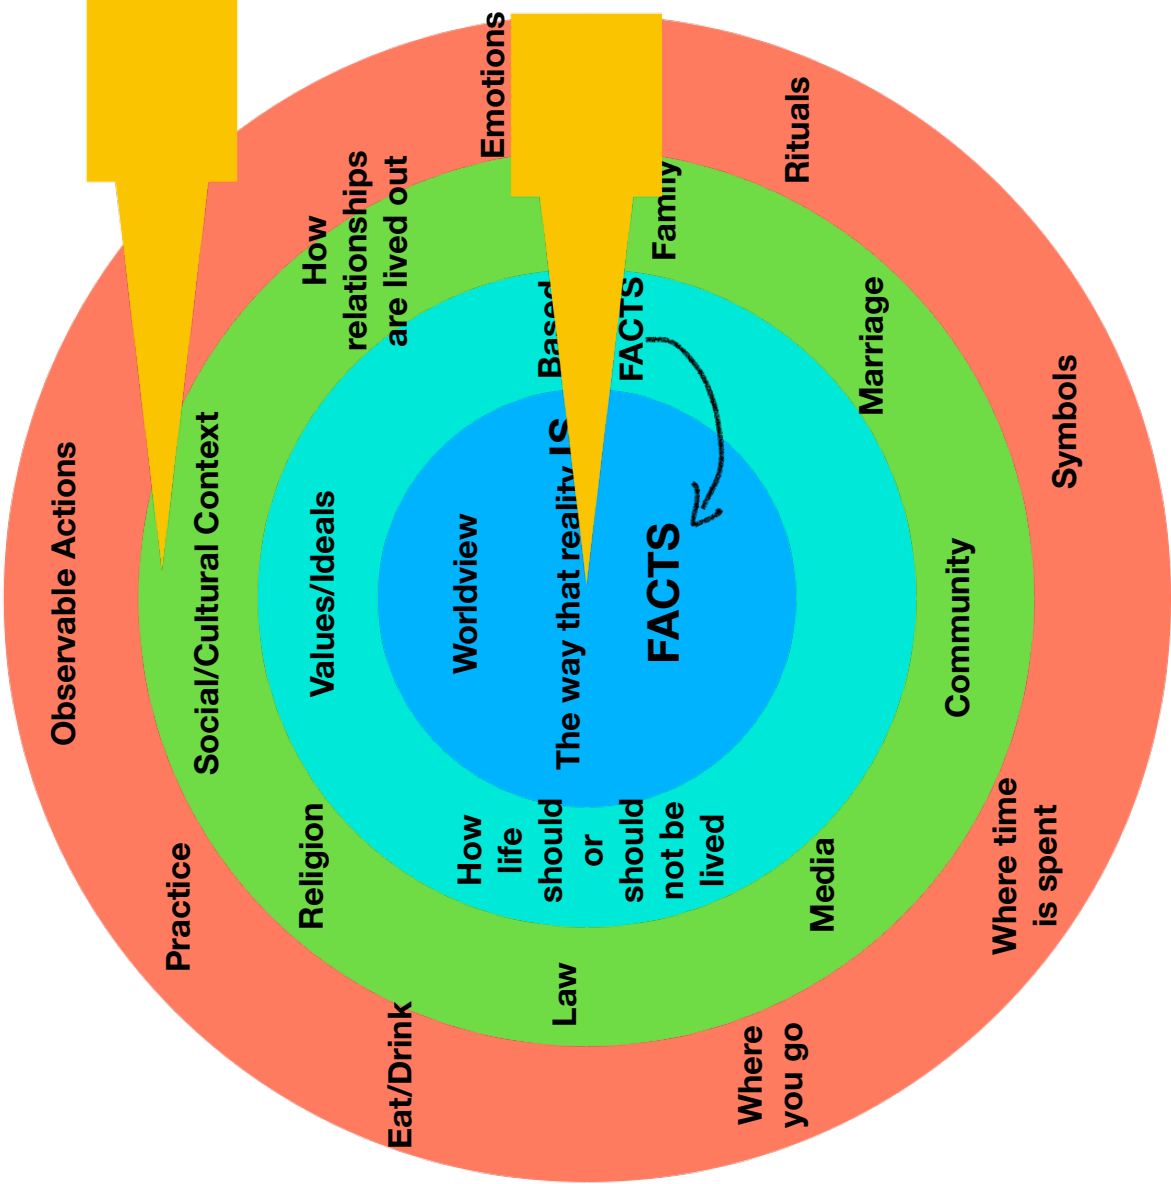 Observable Actions
Practice
Social/Cultural Context
Religion
How
relationships
are lived out
Values/Ideals
Eat/Drink
Worldview
Emotions
How
life
should
or
should
not be
lived
Law
The way that reality IS
Based
FACTS
FACTS
Family
Where
you go
Rituals
Media
Marriage
Community
Where time
is spent
Symbols